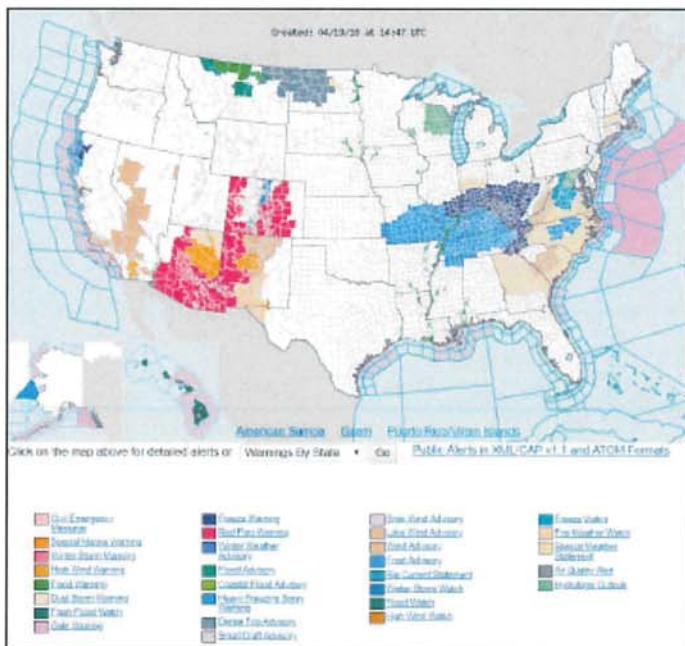 Created: 04/19/18 at 14:47 UTC
American Samoa Guam Puerto Rico/Virgin Islands
Click on the map above for detailed alerts or Warnings By State Go Public Alerts in XML/CAP v1.1 and ATOM Formats
Civil Emergency
Message
Special Marine Warning
Winter Storm Warning
High Wind Warning
Flood Warning
Dust Storm Warning
Flash Flood Watch
Gale Warning
Freeze Warning
Red Flag Warning
Winter Weather
Advisory
Flood Advisory
Coastal Flood Advisory
Heavy Freezing Spray
Warning
Dense Fog Advisory
Small Craft Advisory
Brisk Wind Advisory
Lake Wind Advisory
Wind Advisory
Frost Advisory
Rip Current Statement
Winter Storm Watch
Flood Watch
High Wind Watch
Freeze Watch
Fire Weather Watch
Special Weather
Statement
Air Quality Alert
Hydrologic Outlook